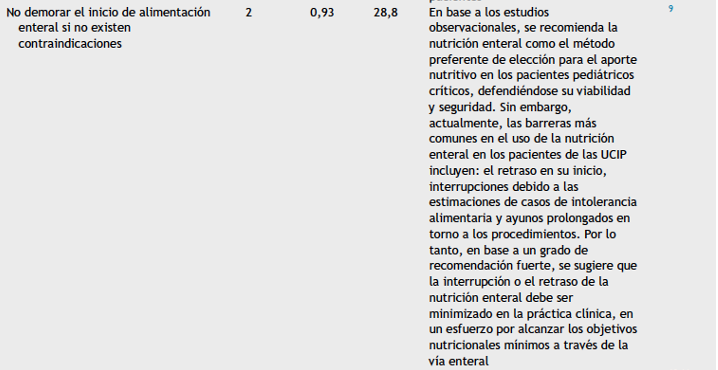 No demorar el inicio de alimentación
enteral si no existen
contraindicaciones
2
0,93
28,8
En base a los estudios
observacionales, se recomienda la
nutrición enteral como el método
preferente de elección para el aporte
nutritivo en los pacientes pediátricos
críticos, defendiéndose su viabilidad
y seguridad. Sin embargo,
actualmente, las barreras más
comunes en el uso de la nutrición
enteral en los pacientes de las UCIP
incluyen: el retraso en su inicio,
interrupciones debido a las
estimaciones de casos de intolerancia
alimentaria y ayunos prolongados en
torno a los procedimientos. Por lo
tanto, en base a un grado de
recomendación fuerte, se sugiere que
la interrupción o el retraso de la
nutrición enteral debe ser
minimizado en la práctica clínica, en
un esfuerzo por alcanzar los objetivos
nutricionales mínimos a través de la
vía enteral
9